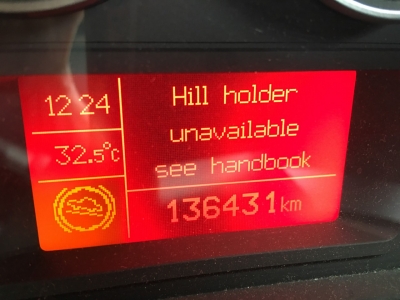 12 24
Hill holder
unavailable
32.5°c
see handbook
136431km